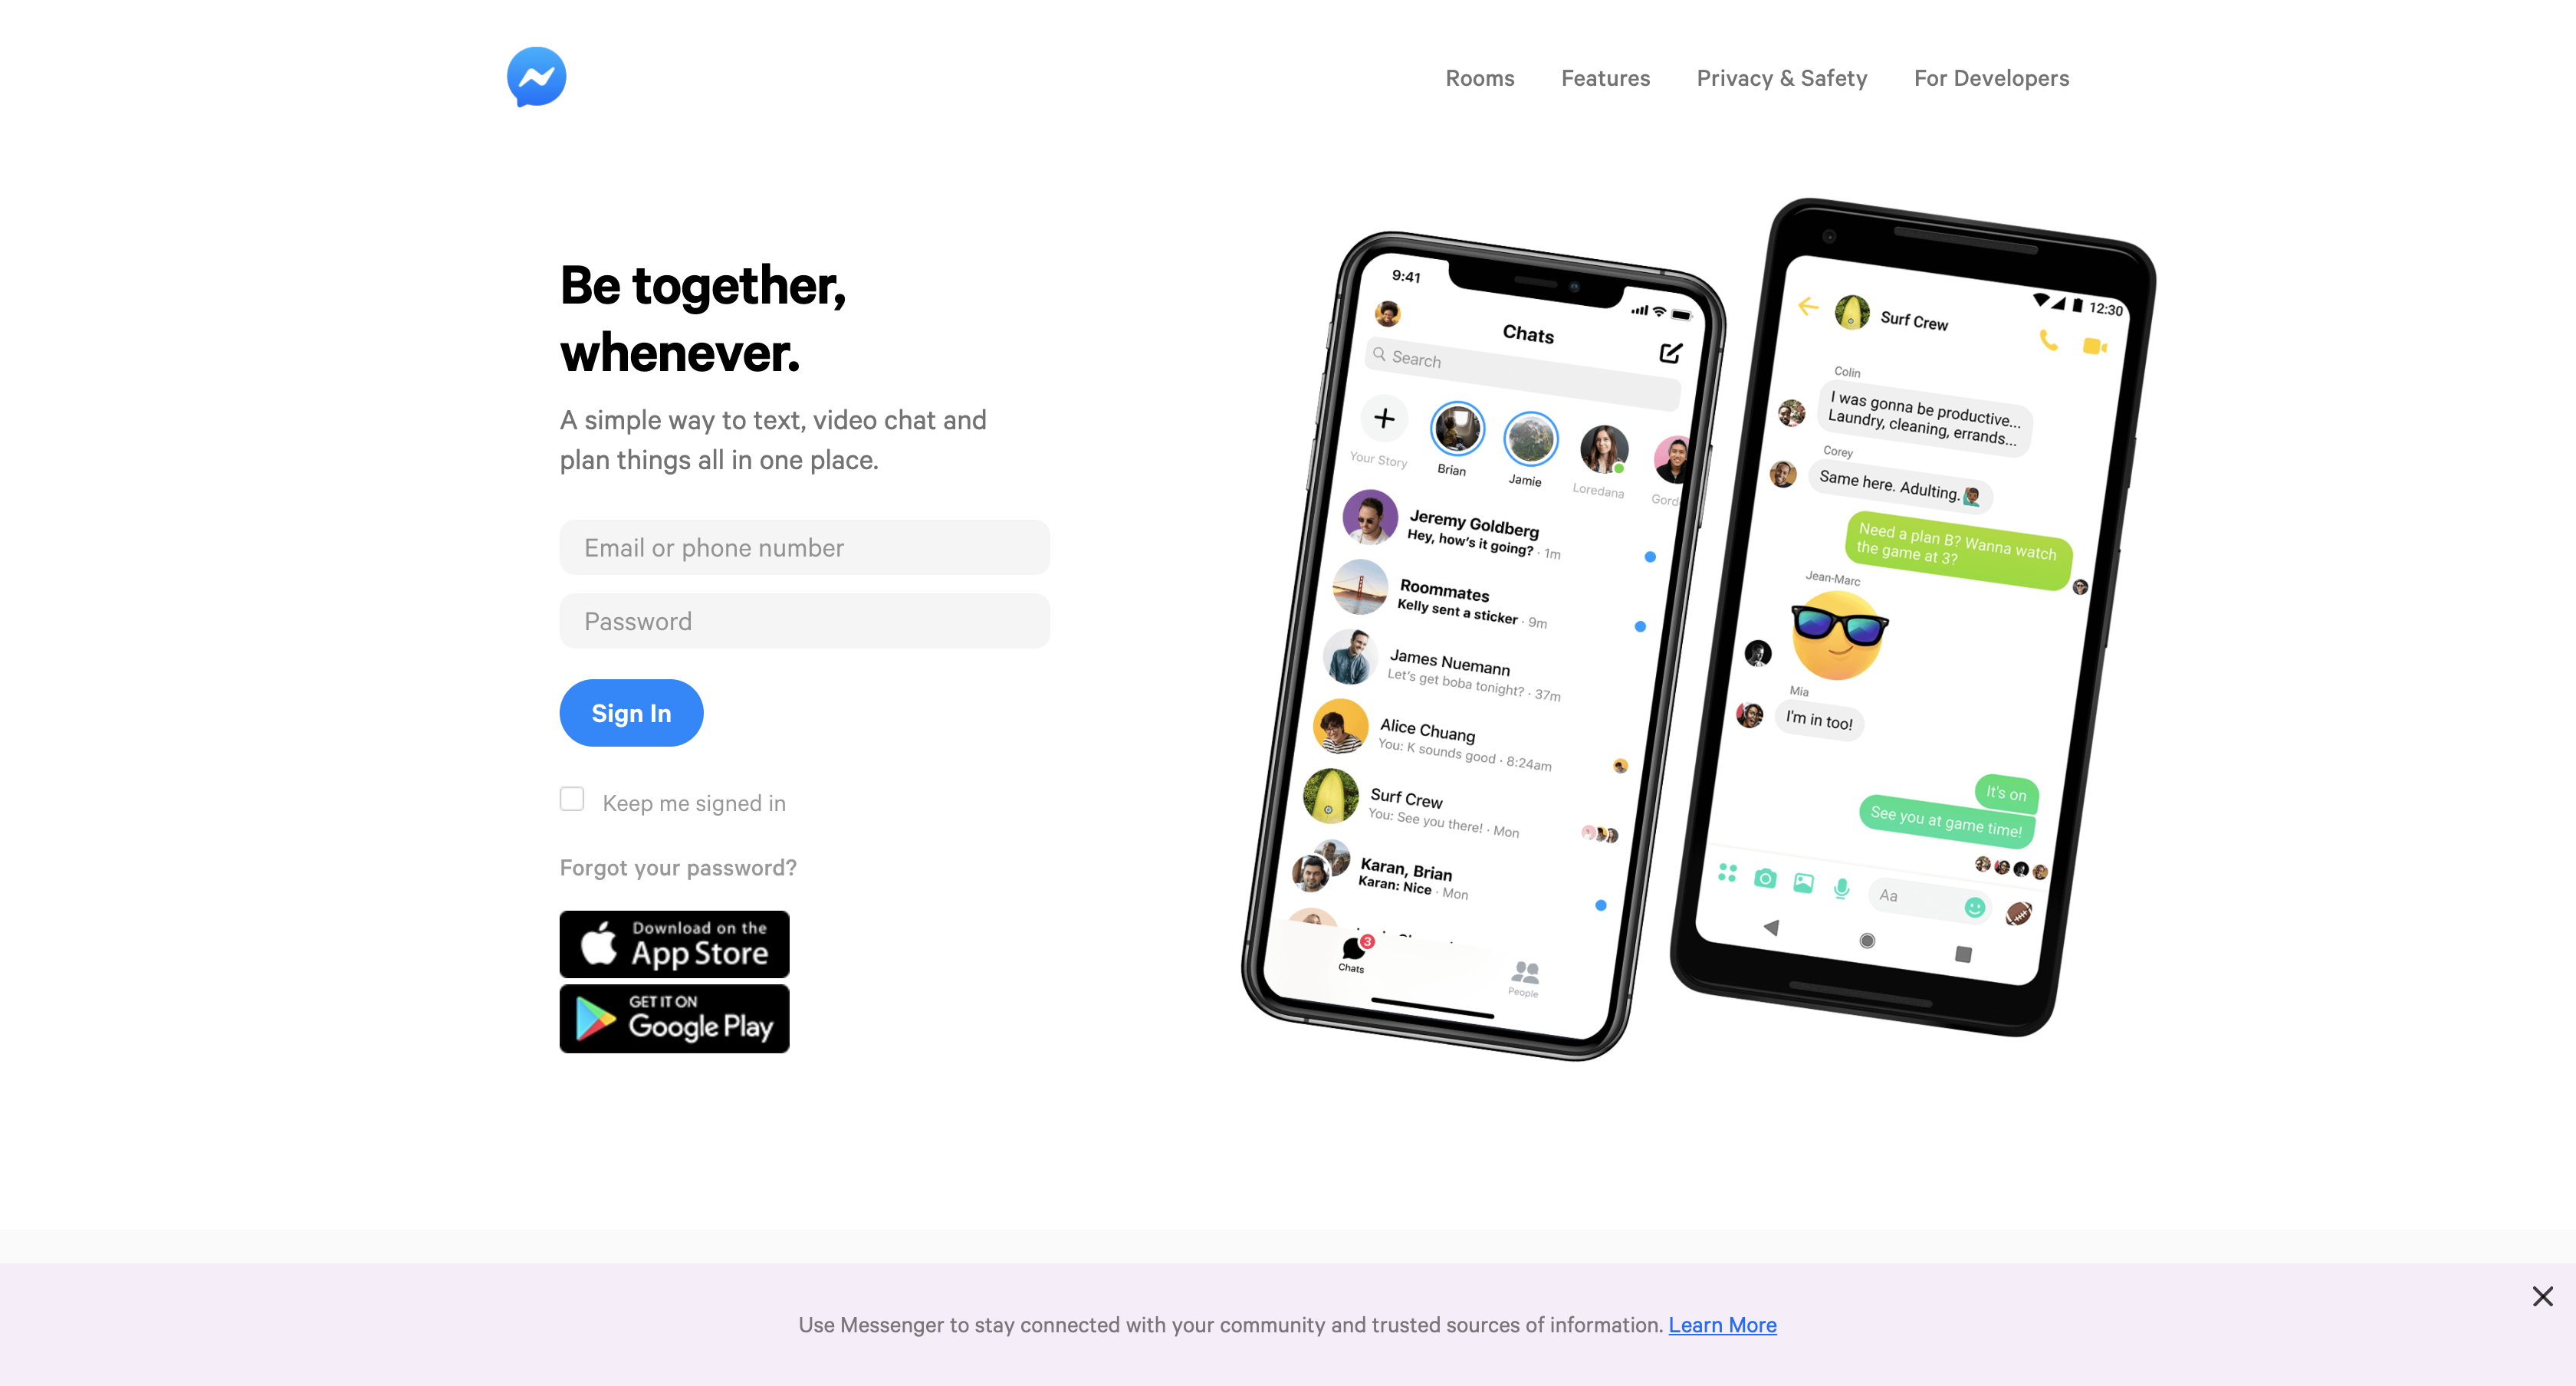 Rooms
Features
Privacy & Safety
For Developers
Be together,
whenever.
A simple way to text, video chat and
plan things all in one place.
Email or phone number
Password
Sign In
Keep me signed in
Forgot your password?
Download on the
App Store
GET IT ON
Google Play
9:41
Chats
Search
Your Story
Brian
Jamie
Loredana
Gord
Jeremy Goldberg
Hey, how's it going? · 1m
Roommates
Kelly sent a sticker · 9m
James Nuemann
Let's get boba tonight? · 37m
Alice Chuang
You: K sounds good · 8:24am
Surf Crew
You: See you there! · Mon
Karan, Brian
Karan: Nice · Mon
3
Chats
People
12:30
Surf Crew
Colin
I was gonna be productive...
Laundry, cleaning, errands...
Corey
Same here. Adulting.🙋🏾‍♂️
Need a plan B? Wanna watch
the game at 3?
Jean-Marc
Mia
I'm in too!
It's on
See you at game time!
Aa
Use Messenger to stay connected with your community and trusted sources of information. Learn More